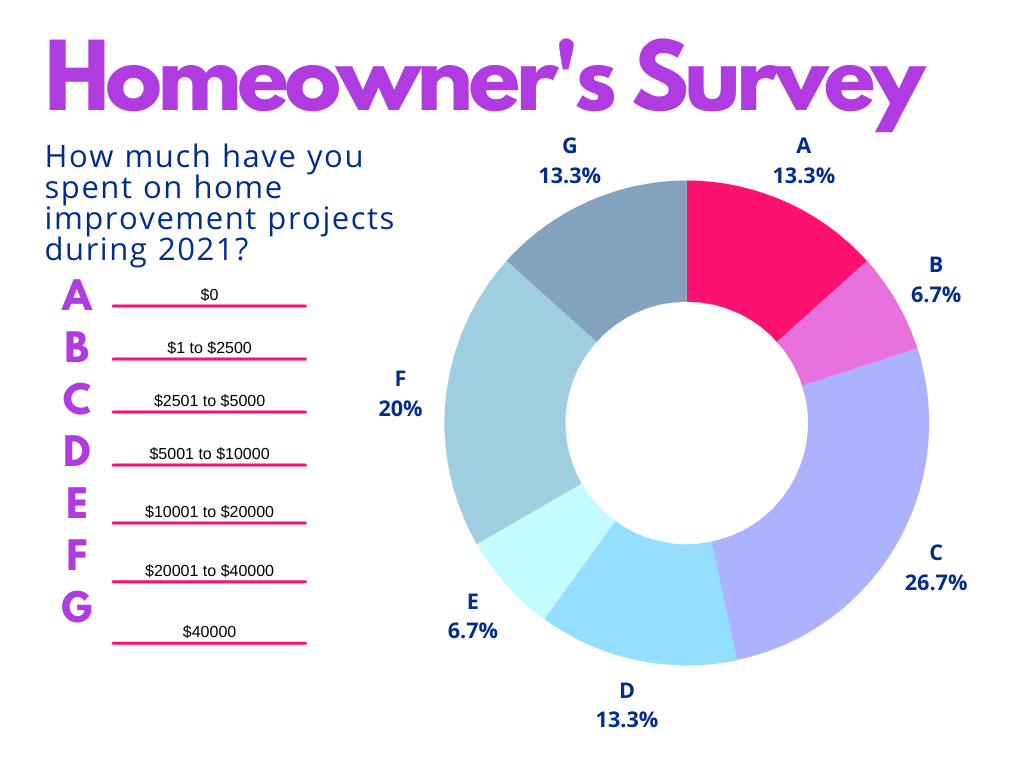 Homeowner's Survey
How much have you
spent on home
improvement projects
during 2021?
A $0
B $1 to $2500
C $2501 to $5000
D $5001 to $10000
E $10001 to $20000
F $20001 to $40000
G $40000
G
13.3%
A
13.3%
B
6.7%
F
20%
C
26.7%
E
6.7%
D
13.3%